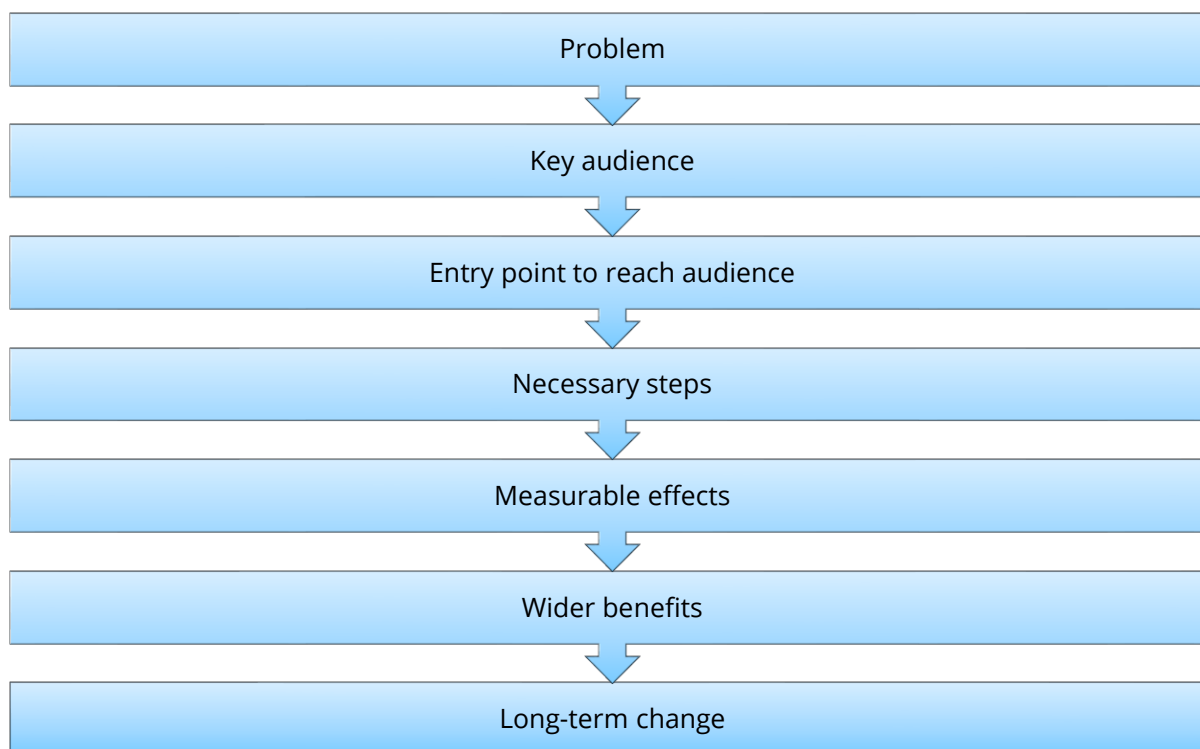 Problem
Key audience
Entry point to reach audience
Necessary steps
Measurable effects
Wider benefits
Long-term change